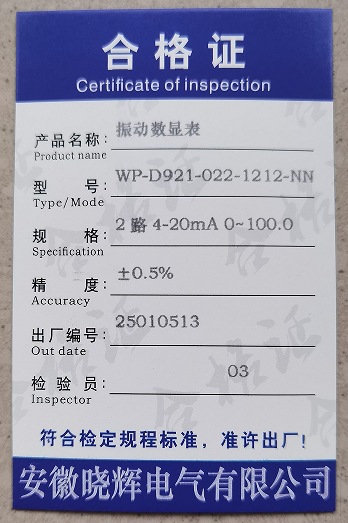 合格证
Certificate of inspection
产品名称: 振动数显表
Product name
型 号: WP-D921-022-1212-NN
Type/Mode
规 格: 2 路 4-20mA 0~100.0
Specification
精 度: ±0.5%
Accuracy
出厂编号: 25010513
Out date
检验员: 03
Inspector
符合检定规程标准，准许出厂!
安徽晓辉电气有限公司